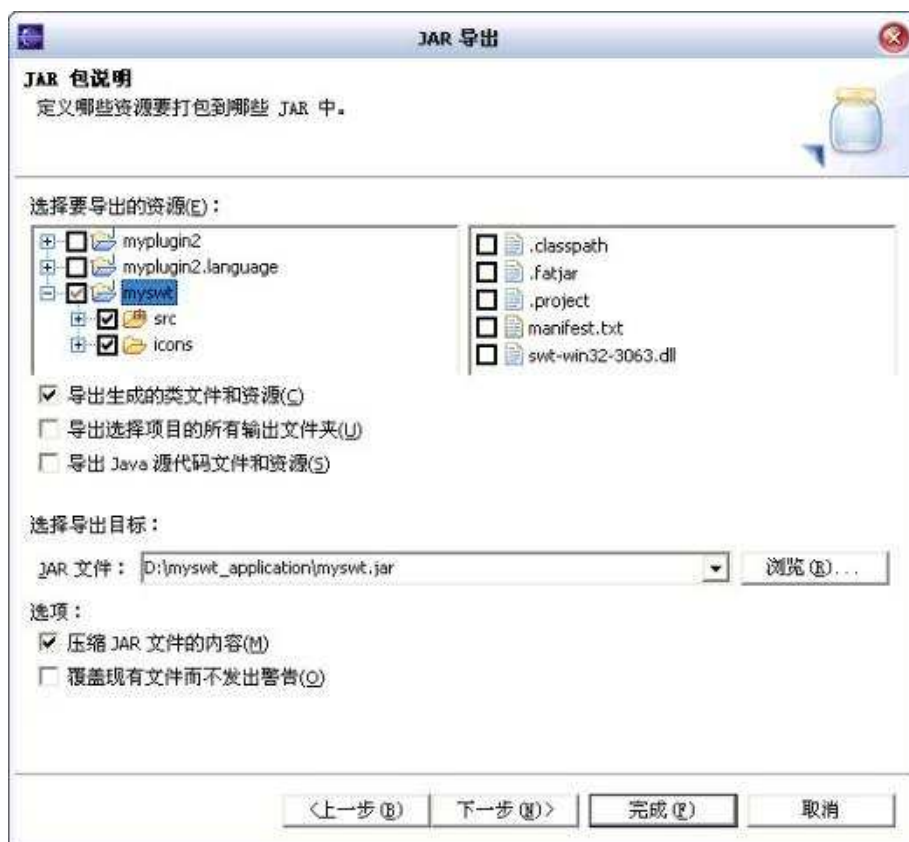 JAR 导出
JAR 包说明
定义哪些资源要打包到哪些 JAR 中。
选择要导出的资源(E)：
myplugin2
myplugin2.language
myswt
src
icons
.classpath
.fatjar
.project
manifest.txt
swt-win32-3063.dll
导出生成的类文件和资源(C)
导出选择项目的所有输出文件夹(U)
导出 Java 源代码文件和资源(S)
选择导出目标：
JAR 文件： D:\myswt_application\myswt.jar 浏览(R)...
选项：
压缩 JAR 文件的内容(M)
覆盖现有文件而不发出警告(O)
<上一步(B) 下一步(N)> 完成(F) 取消